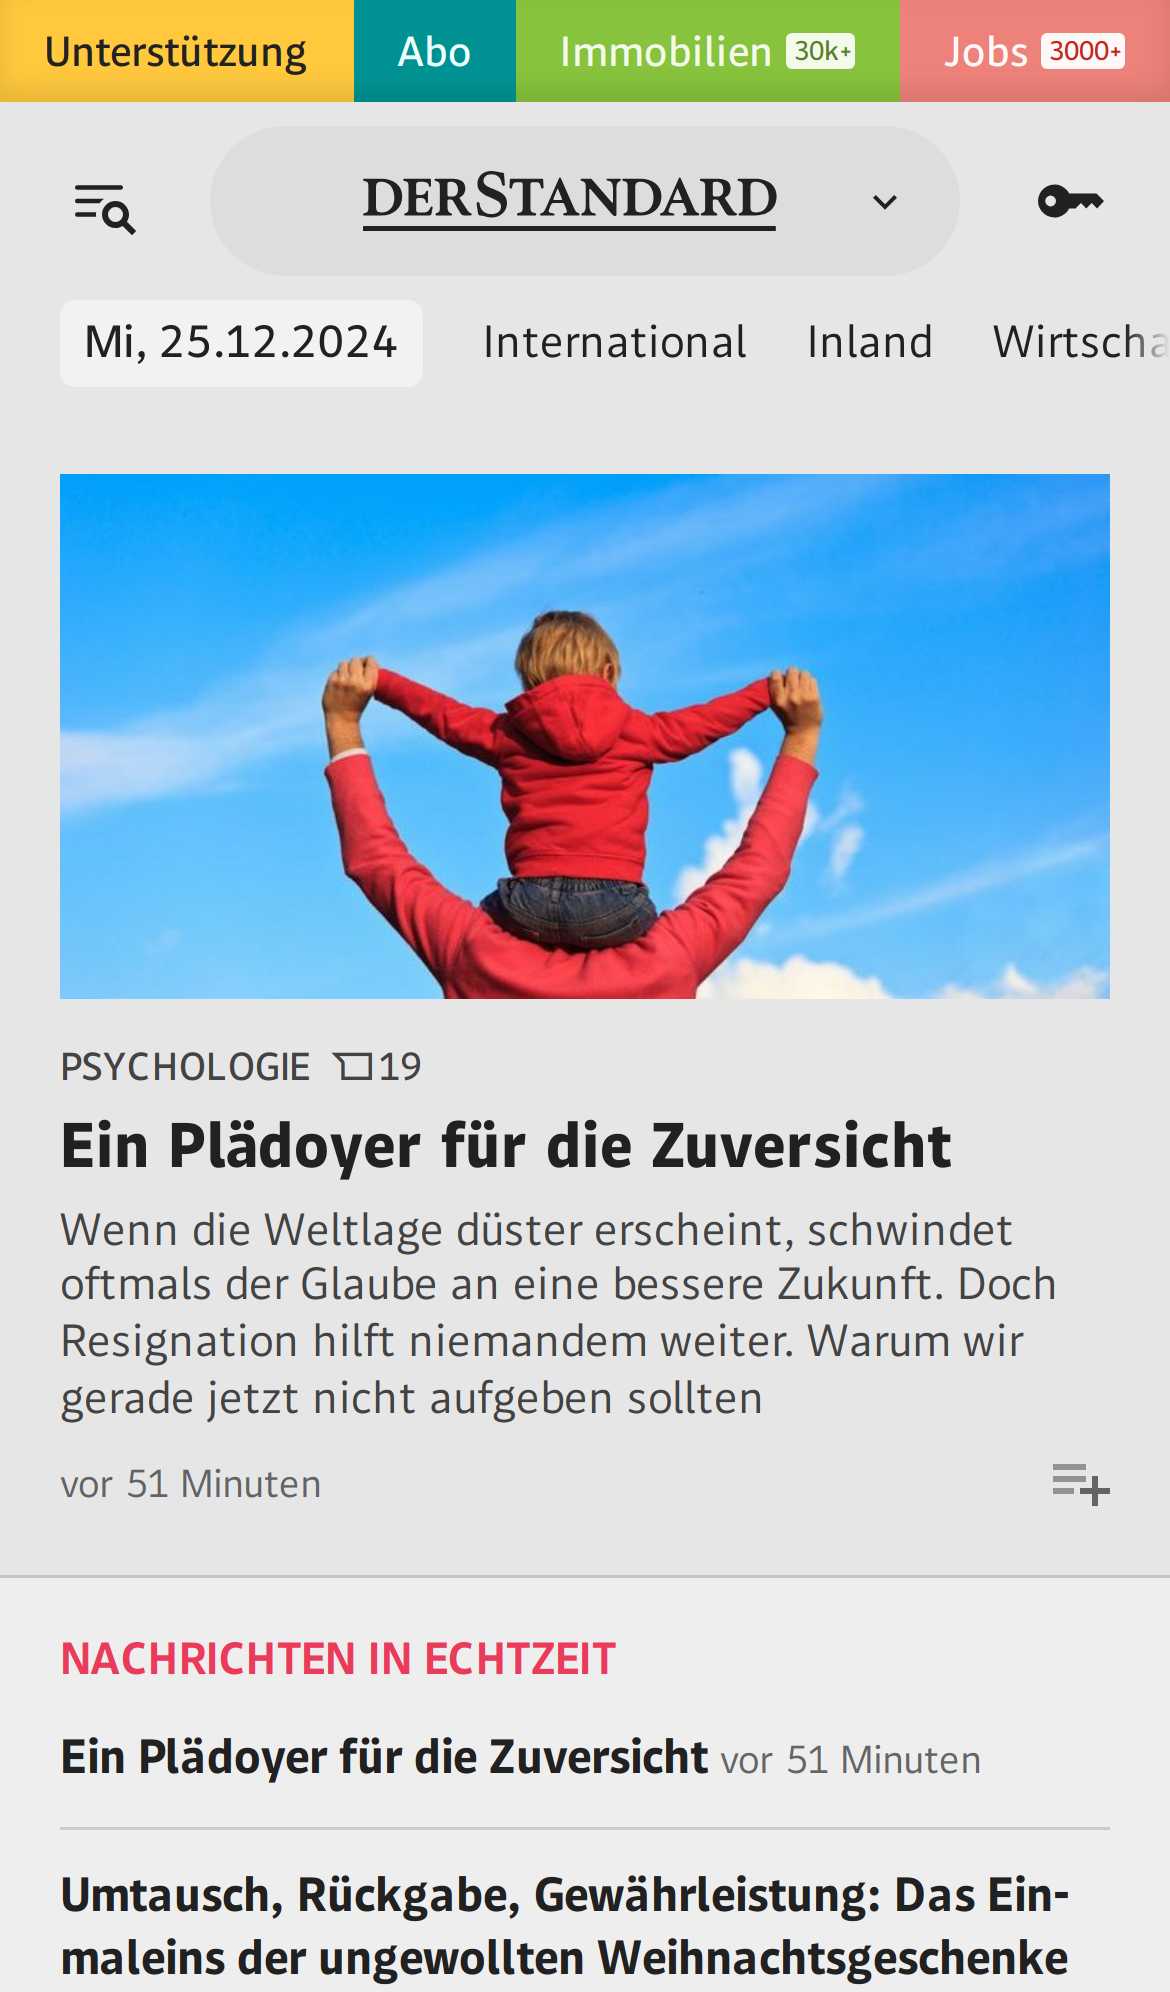 Unterstützung Abo Immobilien 30k+ Jobs 3000+
DERSTANDARD
Mi, 25.12.2024 International Inland Wirtscha
PSYCHOLOGIE 19
Ein Plädoyer für die Zuversicht
Wenn die Weltlage düster erscheint, schwindet
oftmals der Glaube an eine bessere Zukunft. Doch
Resignation hilft niemandem weiter. Warum wir
gerade jetzt nicht aufgeben sollten
vor 51 Minuten
NACHRICHTEN IN ECHTZEIT
Ein Plädoyer für die Zuversicht vor 51 Minuten
Umtausch, Rückgabe, Gewährleistung: Das Ein-
maleins der ungewollten Weihnachtsgeschenke